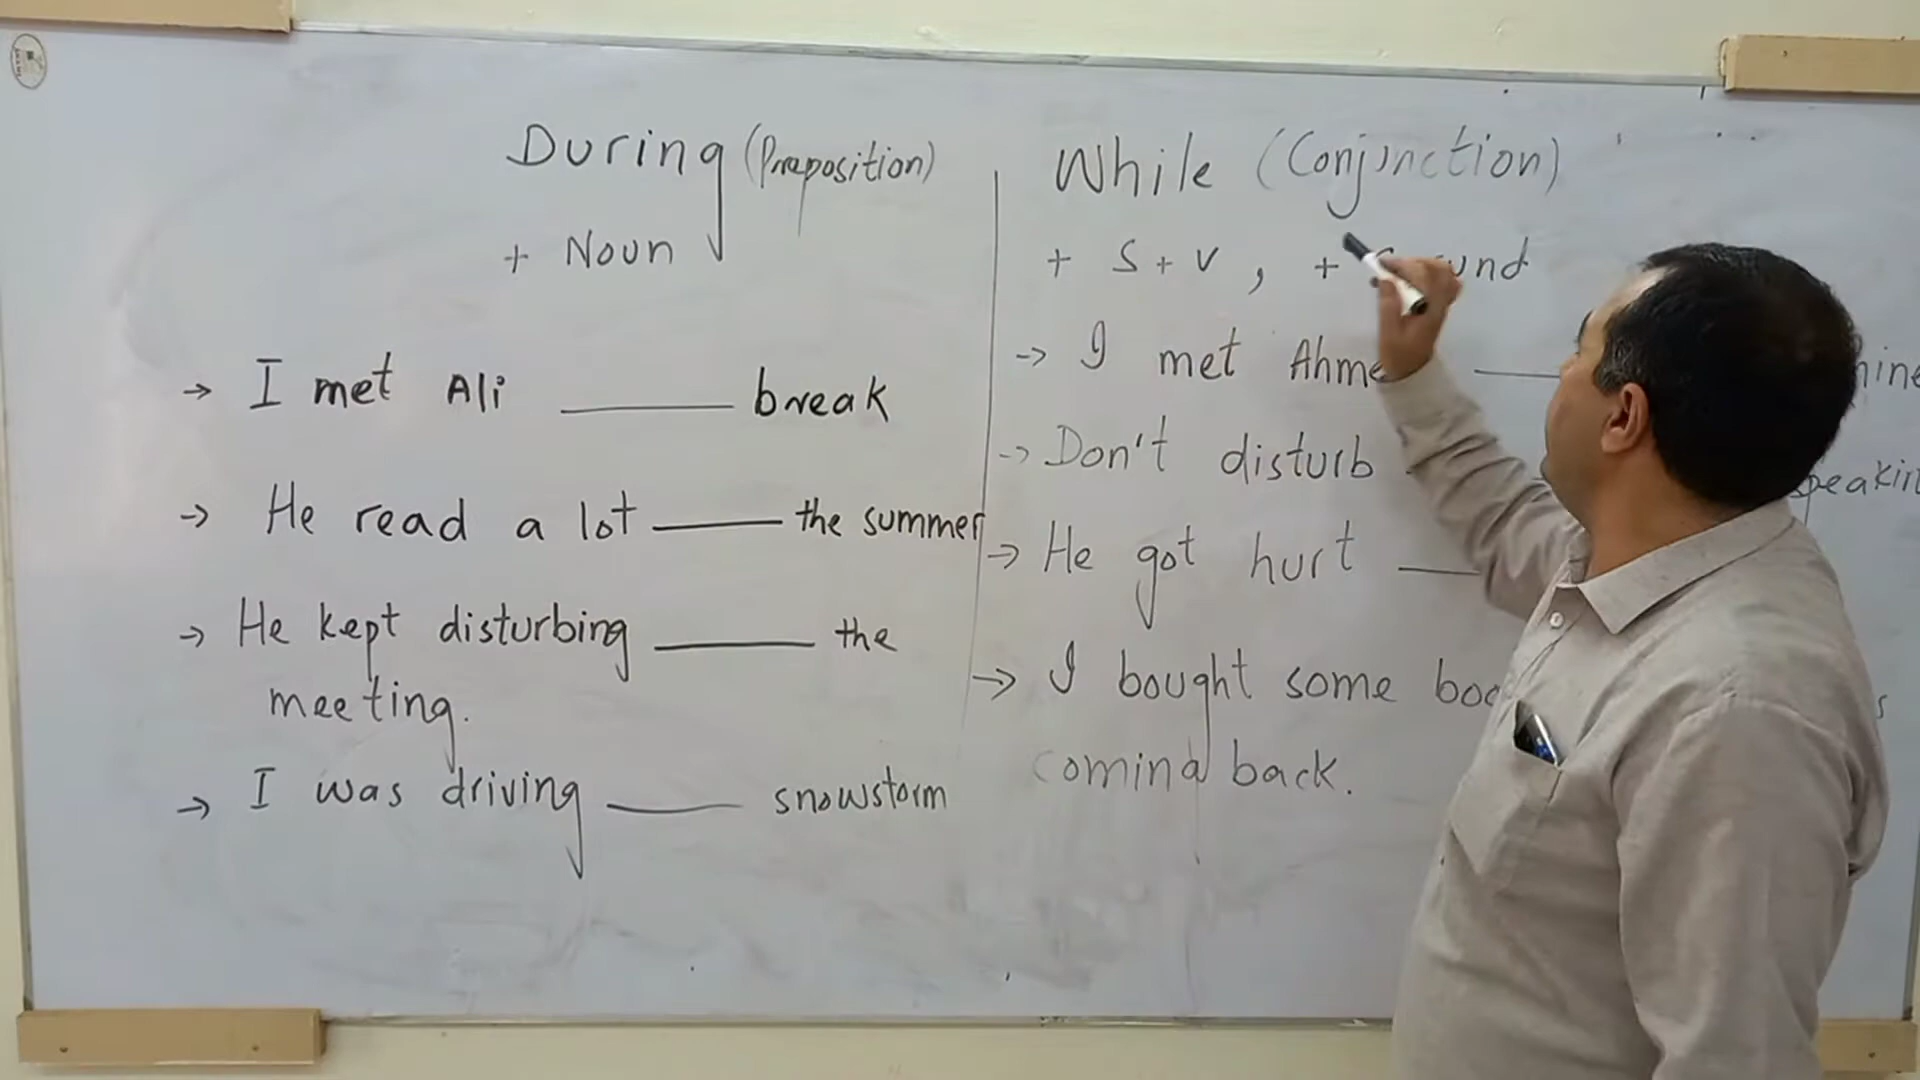 During (Preposition)
+ Noun
-> I met Ali ______ break
-> He read a lot ______ the summer
-> He kept disturbing ______ the
meeting.
-> I was driving ______ snowstorm
While (Conjunction)
+ S + V , +
-> I met ______
-> Don't disturb
-> He got hurt ______
-> I bought some
coming back.